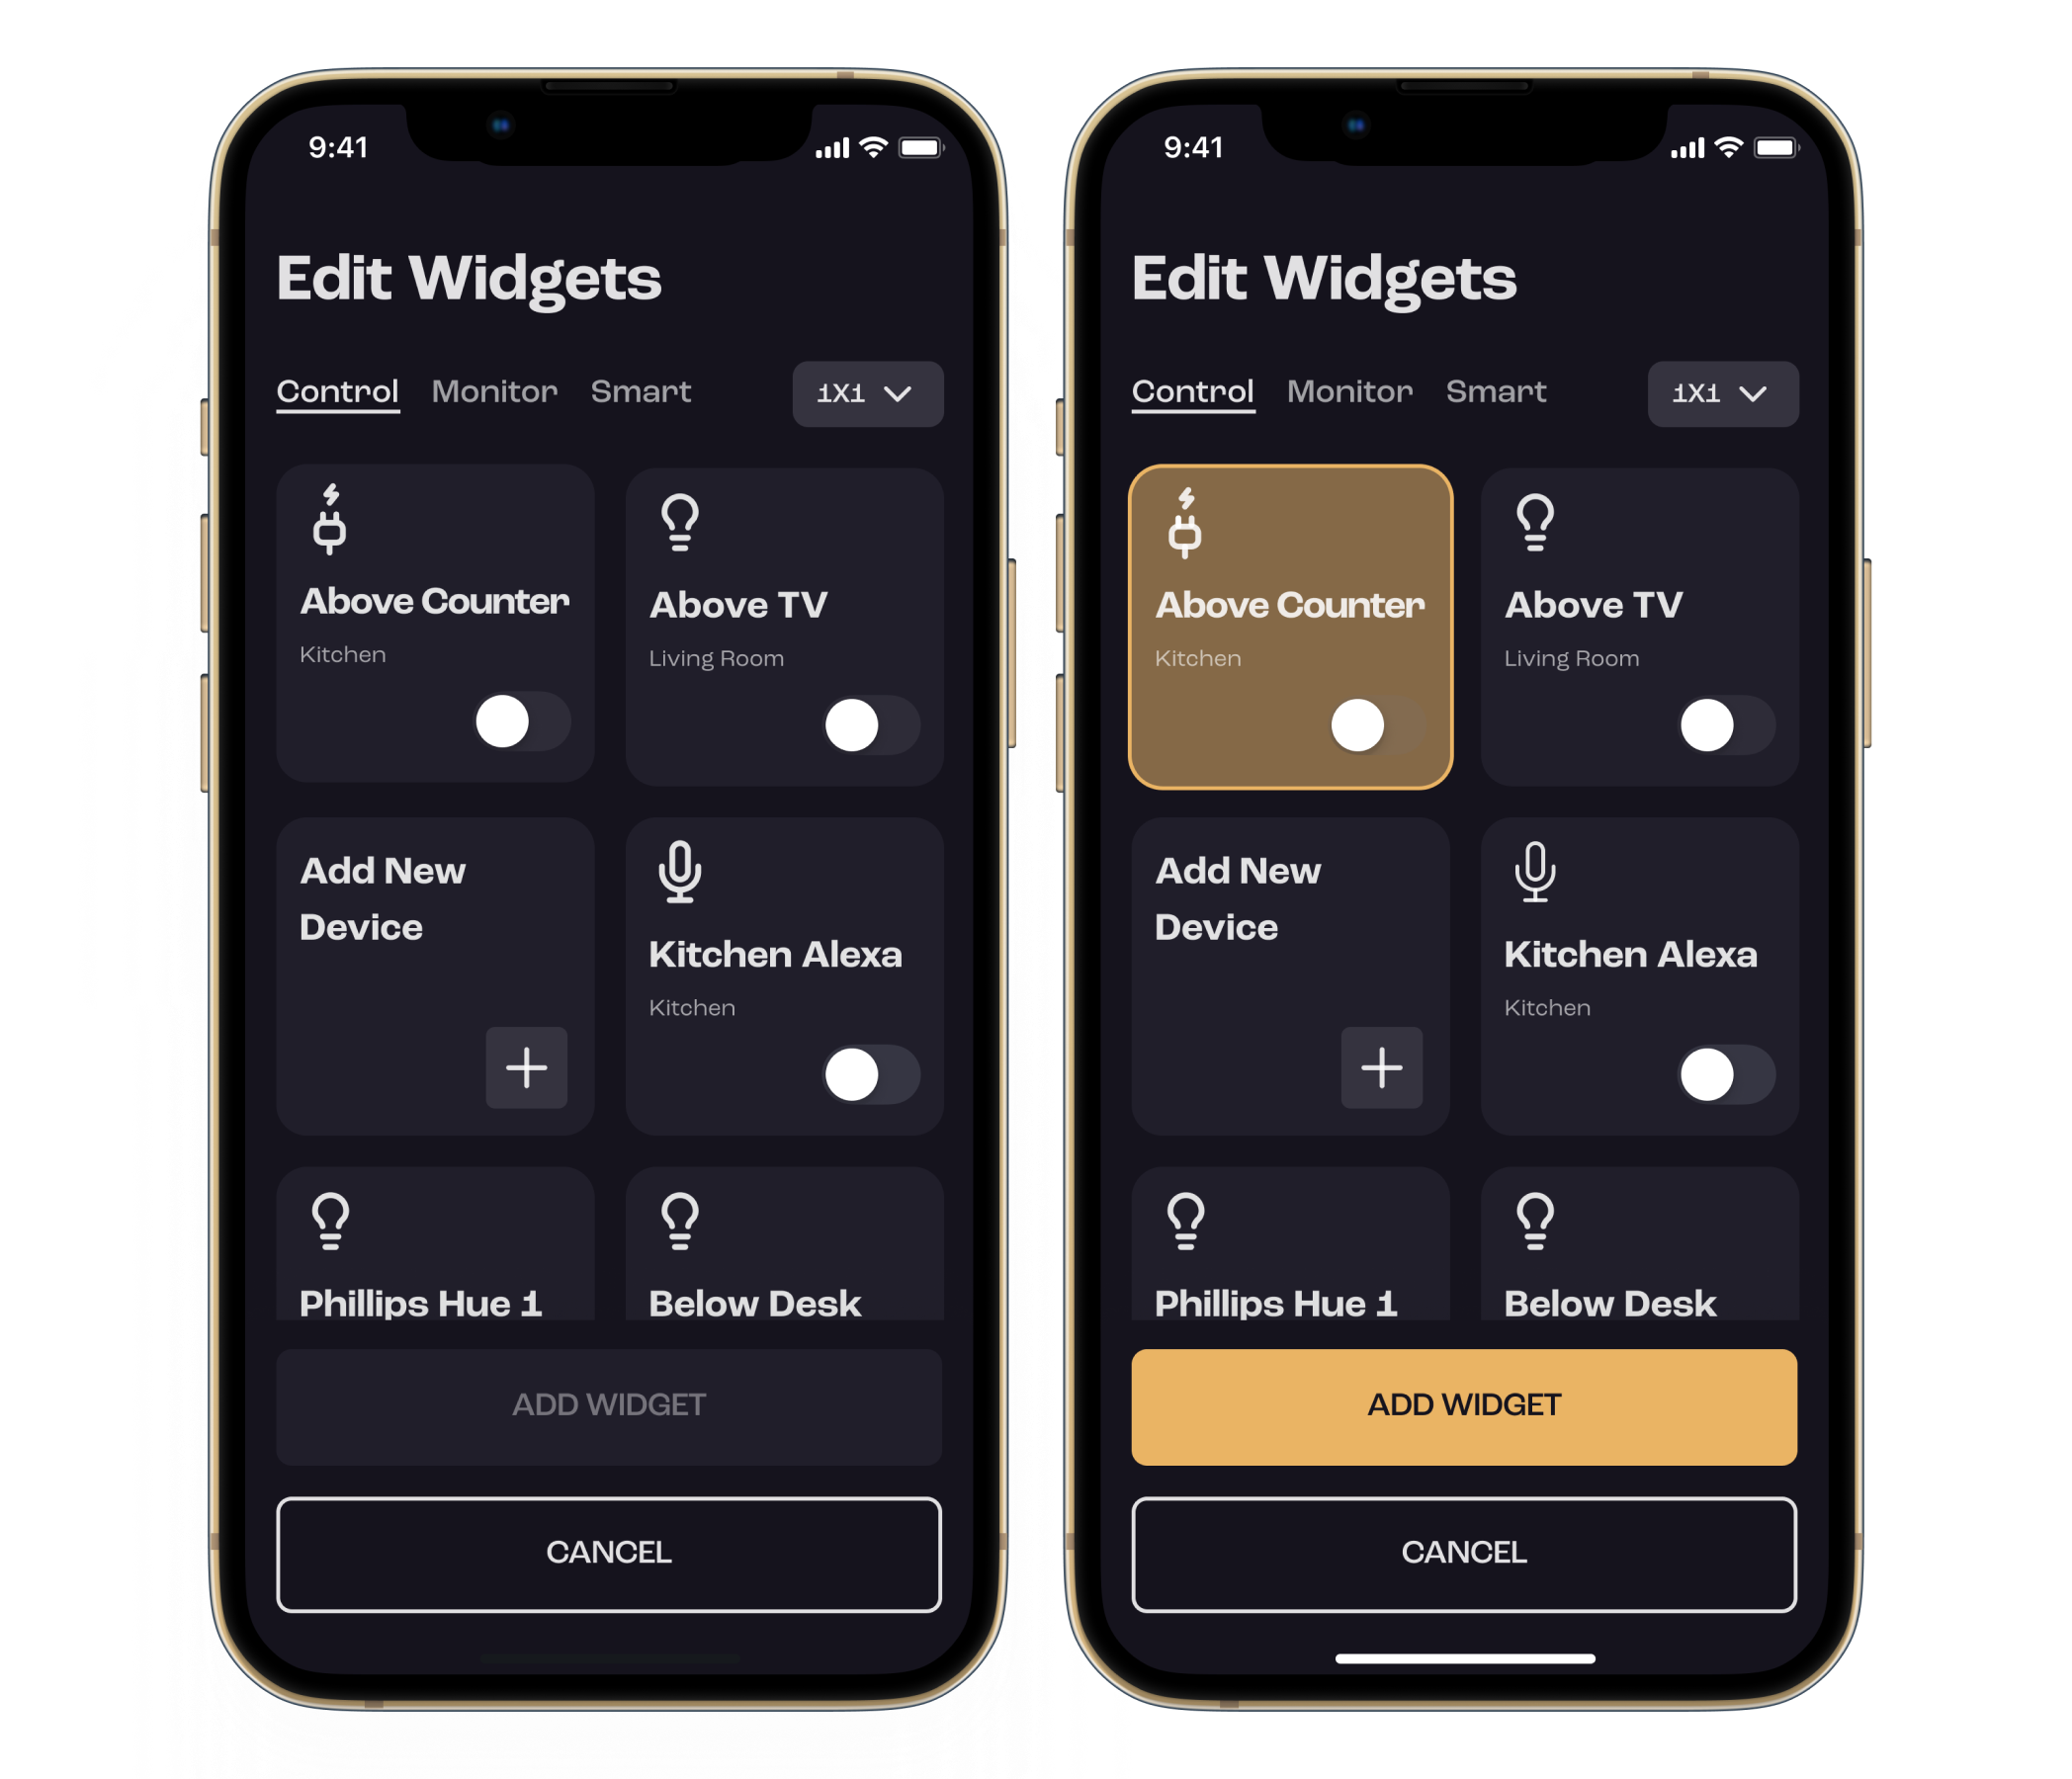 9:41
Edit Widgets
Control Monitor Smart 1X1
Above Counter
Kitchen
Above TV
Living Room
Add New
Device
Kitchen Alexa
Kitchen
Phillips Hue 1
Below Desk
ADD WIDGET
CANCEL
9:41
Edit Widgets
Control Monitor Smart 1X1
Above Counter
Kitchen
Above TV
Living Room
Add New
Device
Kitchen Alexa
Kitchen
Phillips Hue 1
Below Desk
ADD WIDGET
CANCEL